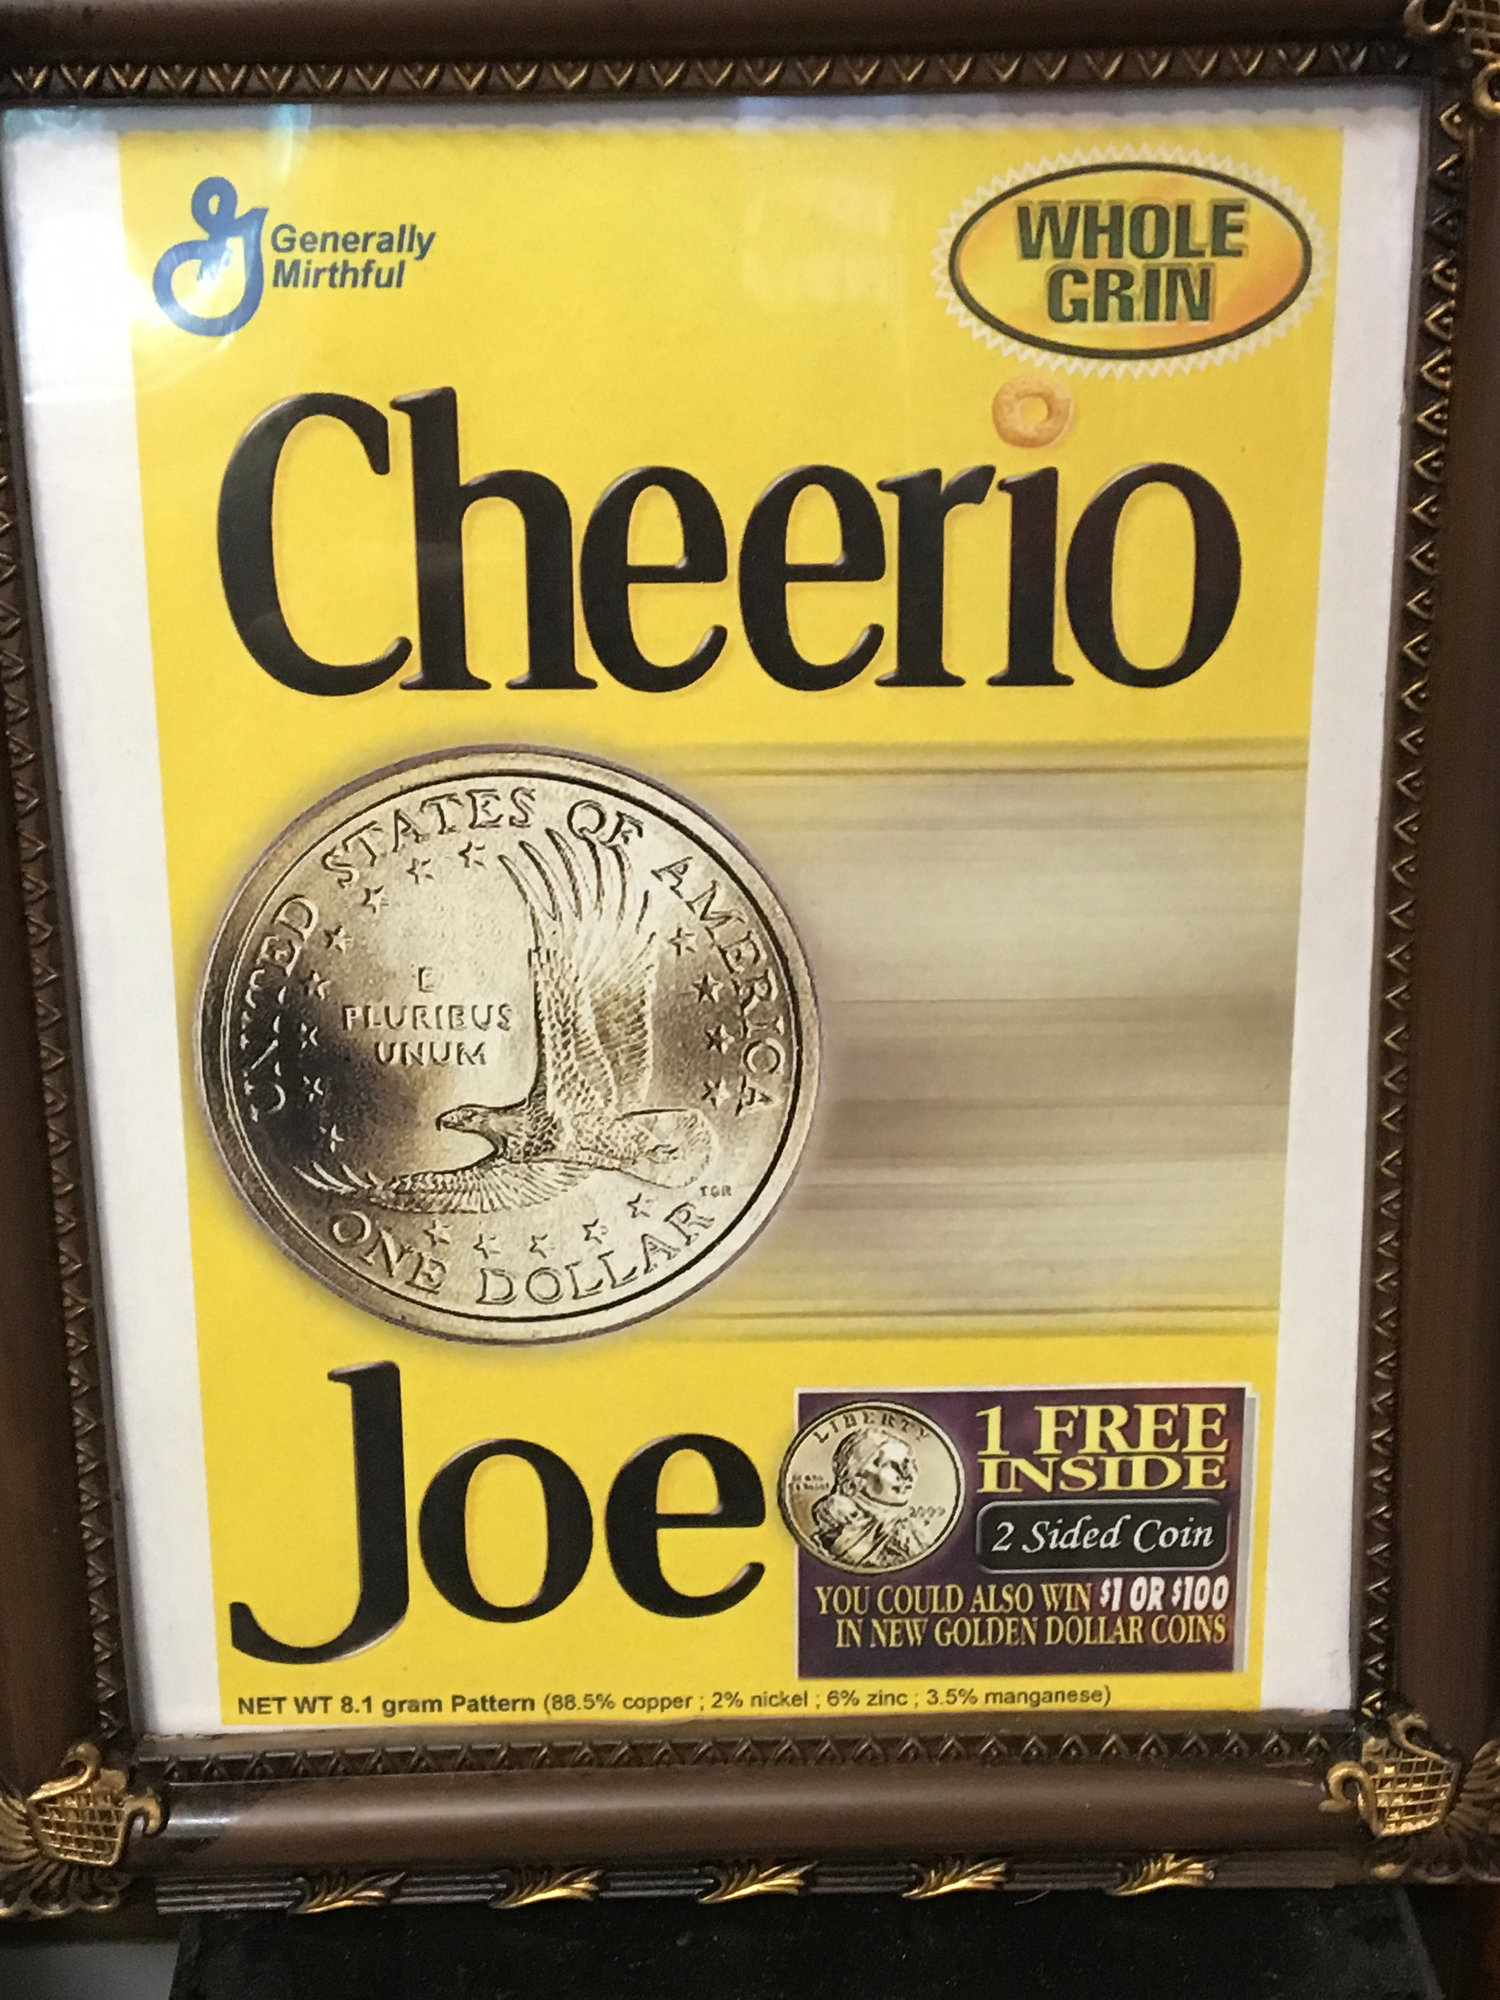 Generally
Mirthful
WHOLE
GRIN
Cheerio
UNITED STATES OF AMERICA
E
PLURIBUS
UNUM
TDR
ONE DOLLAR
Joe
LIBERTY
1 FREE
INSIDE
2 Sided Coin
YOU COULD ALSO WIN $1 OR $100
IN NEW GOLDEN DOLLAR COINS
NET WT 8.1 gram Pattern (88.5% copper ; 2% nickel ; 6% zinc ; 3.5% manganese)